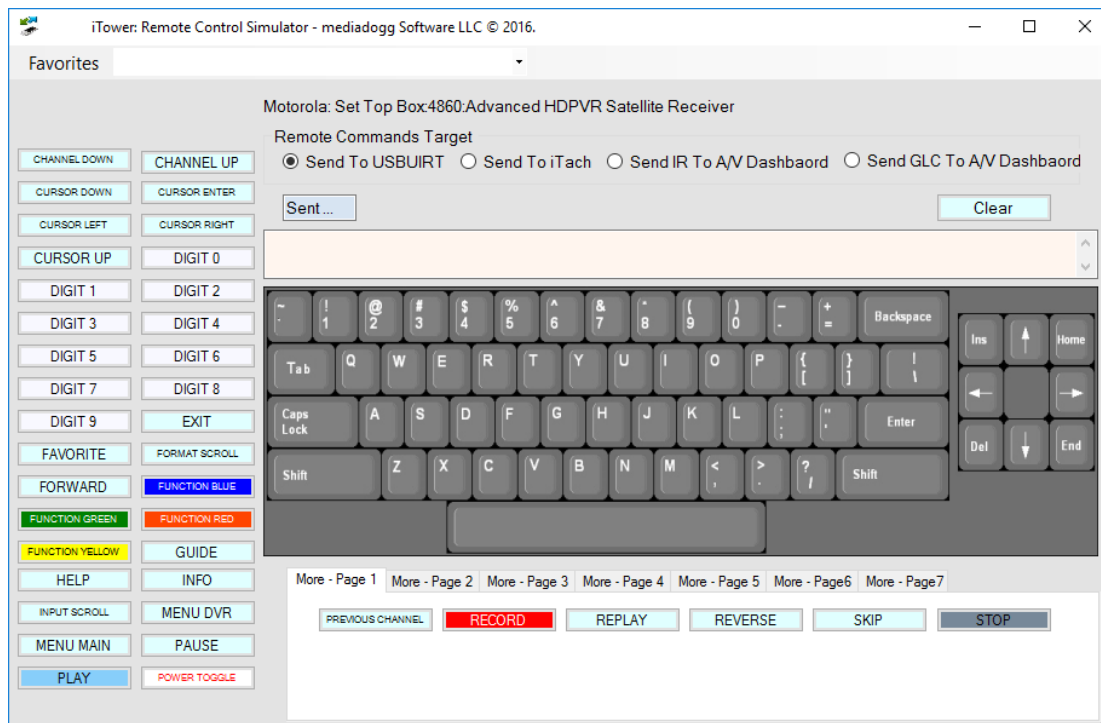 iTower: Remote Control Simulator - mediadogg Software LLC © 2016.
Favorites
Motorola: Set Top Box:4860:Advanced HDPVR Satellite Receiver
Remote Commands Target
Send To USBUIRT Send To iTach Send IR To A/V Dashbaord Send GLC To A/V Dashbaord
Sent ... Clear
CHANNEL DOWN CHANNEL UP
CURSOR DOWN CURSOR ENTER
CURSOR LEFT CURSOR RIGHT
CURSOR UP DIGIT 0
DIGIT 1 DIGIT 2
DIGIT 3 DIGIT 4
DIGIT 5 DIGIT 6
DIGIT 7 DIGIT 8
DIGIT 9 EXIT
FAVORITE FORMAT SCROLL
FORWARD FUNCTION BLUE
FUNCTION GREEN FUNCTION RED
FUNCTION YELLOW GUIDE
HELP INFO
INPUT SCROLL MENU DVR
MENU MAIN PAUSE
PLAY POWER TOGGLE
~ ! @ # $ % ^ & * ( ) - +
` 1 2 3 4 5 6 7 8 9 0 . = Backspace
Tab Q W E R T Y U I O P { } !
[ ] \
Caps Lock A S D F G H J K L : " Enter
; '
Shift Z X C V B N M < > ? Shift
, . /
Ins Home
Del End
More - Page 1 More - Page 2 More - Page 3 More - Page 4 More - Page 5 More - Page6 More - Page7
PREVIOUS CHANNEL RECORD REPLAY REVERSE SKIP STOP